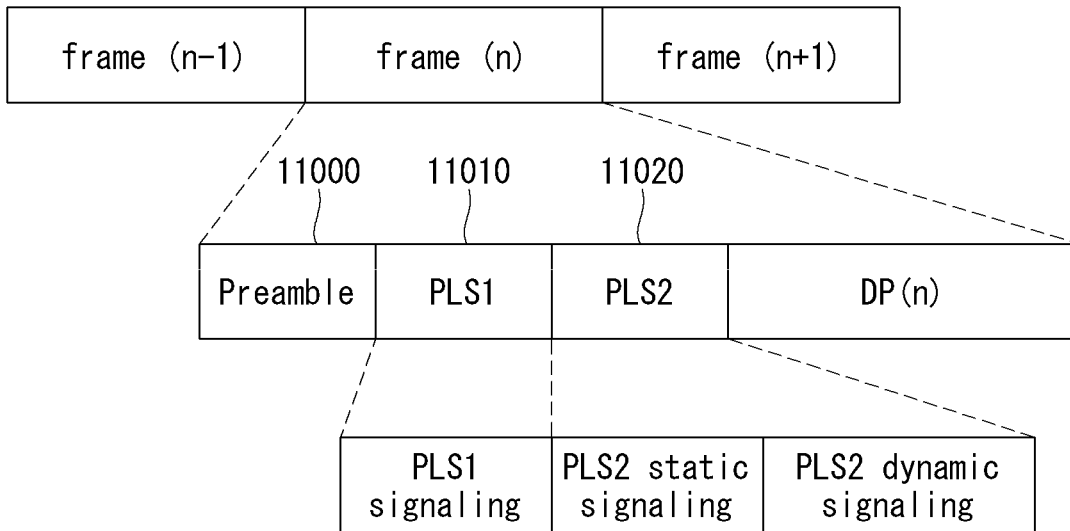 frame (n-1)
frame (n)
frame (n+1)
11000
11010
11020
Preamble
PLS1
PLS2
DP(n)
PLS1
signaling
PLS2 static
signaling
PLS2 dynamic
signaling